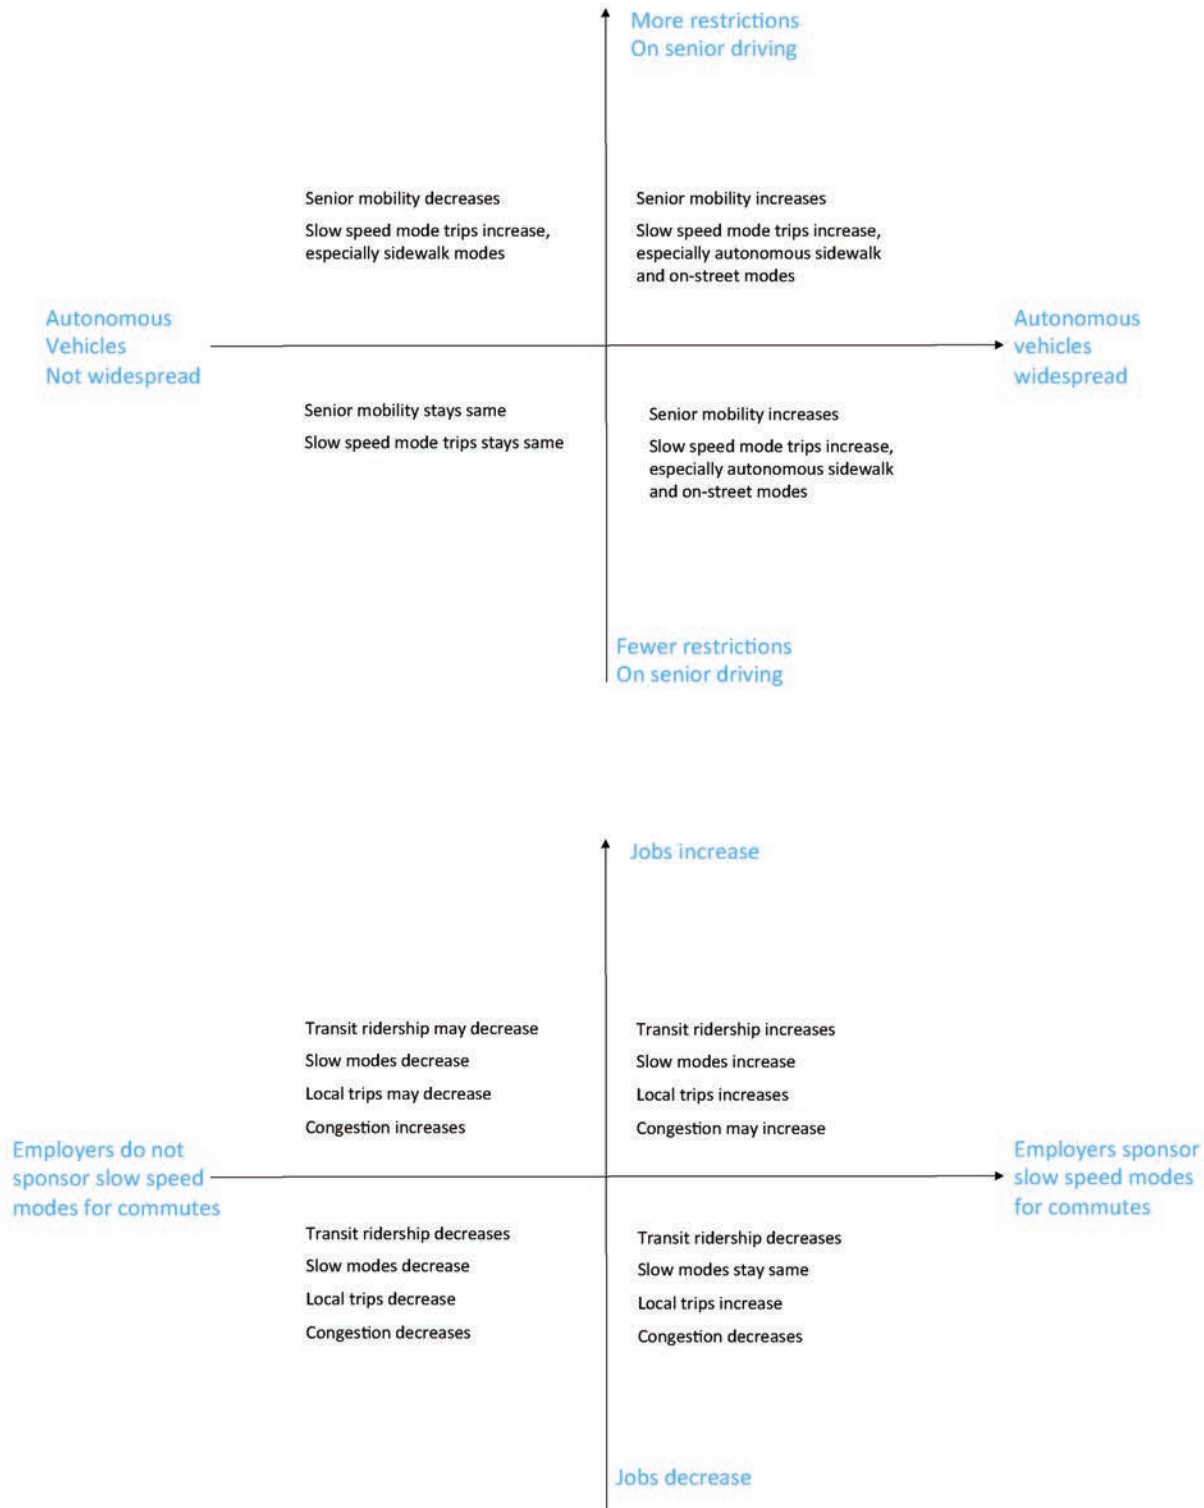 More restrictions
On senior driving
Senior mobility decreases
Slow speed mode trips increase,
especially sidewalk modes
Senior mobility increases
Slow speed mode trips increase,
especially autonomous sidewalk
and on-street modes
Autonomous
Vehicles
Not widespread
Autonomous
vehicles
widespread
Senior mobility stays same
Slow speed mode trips stays same
Senior mobility increases
Slow speed mode trips increase,
especially autonomous sidewalk
and on-street modes
Fewer restrictions
On senior driving
Jobs increase
Transit ridership may decrease
Slow modes decrease
Local trips may decrease
Congestion increases
Transit ridership increases
Slow modes increase
Local trips increases
Congestion may increase
Employers do not
sponsor slow speed
modes for commutes
Employers sponsor
slow speed modes
for commutes
Transit ridership decreases
Slow modes decrease
Local trips decrease
Congestion decreases
Transit ridership decreases
Slow modes stay same
Local trips increase
Congestion decreases
Jobs decrease